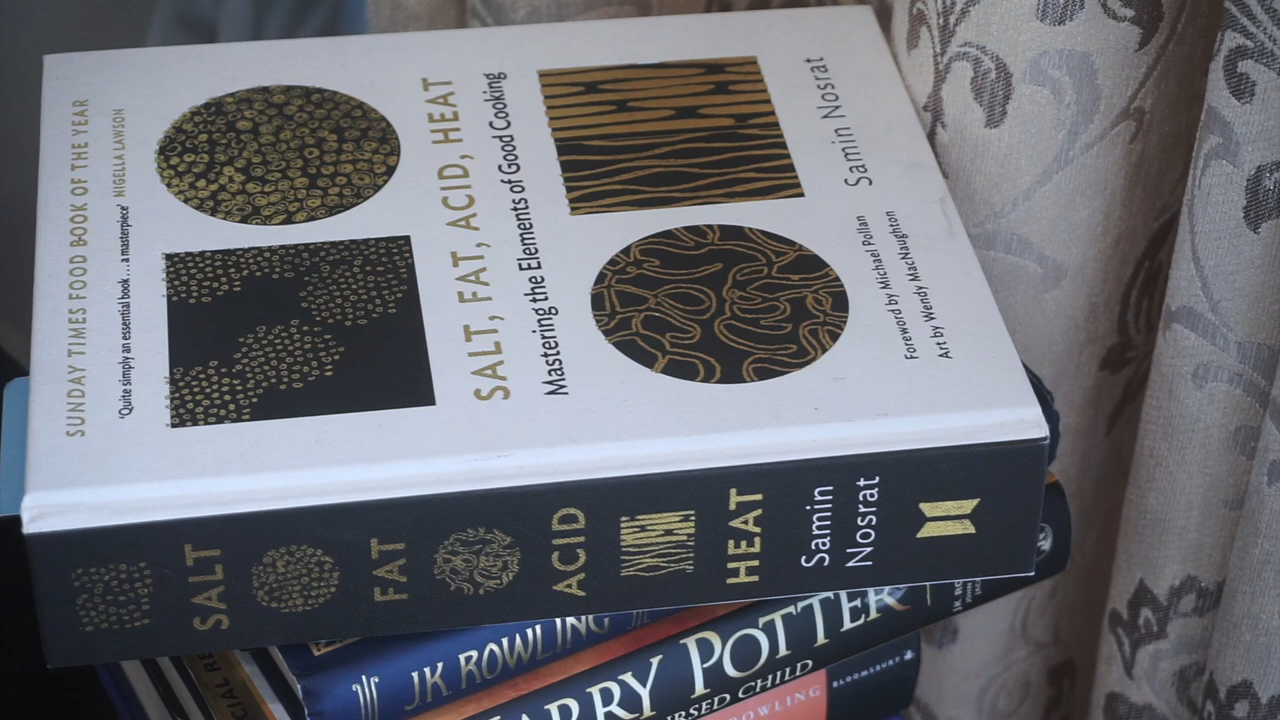 SUNDAY TIMES FOOD BOOK OF THE YEAR
'Quite simply an essential book...a masterpiece' NIGELLA LAWSON
SALT, FAT, ACID, HEAT
Mastering the Elements of Good Cooking
Samin Nosrat
Foreword by Michael Pollan
Art by Wendy MacNaughton
SALT
FAT
ACID
HEAT
Samin
Nosrat
J.K. ROWLING
POTTER
CHILD
BLOOMSBURY